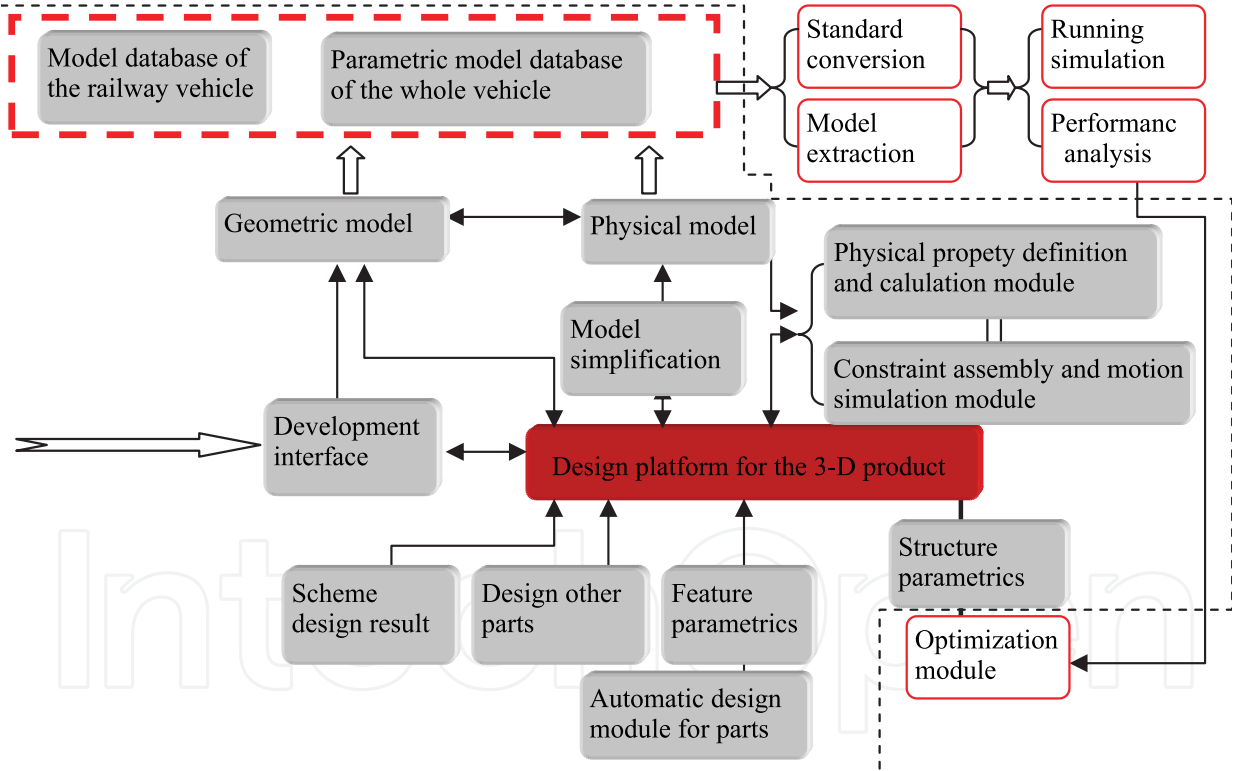 Model database of
the railway vehicle
Parametric model database
of the whole vehicle
Standard
conversion
Running
simulation
Model
extraction
Performanc
analysis
Geometric model
Physical model
Physical propety definition
and calulation module
Model
simplification
Constraint assembly and motion
simulation module
Development
interface
Design platform for the 3-D product
Structure
parametrics
Scheme
design result
Design other
parts
Feature
parametrics
Optimization
module
Automatic design
module for parts
IntechOpen